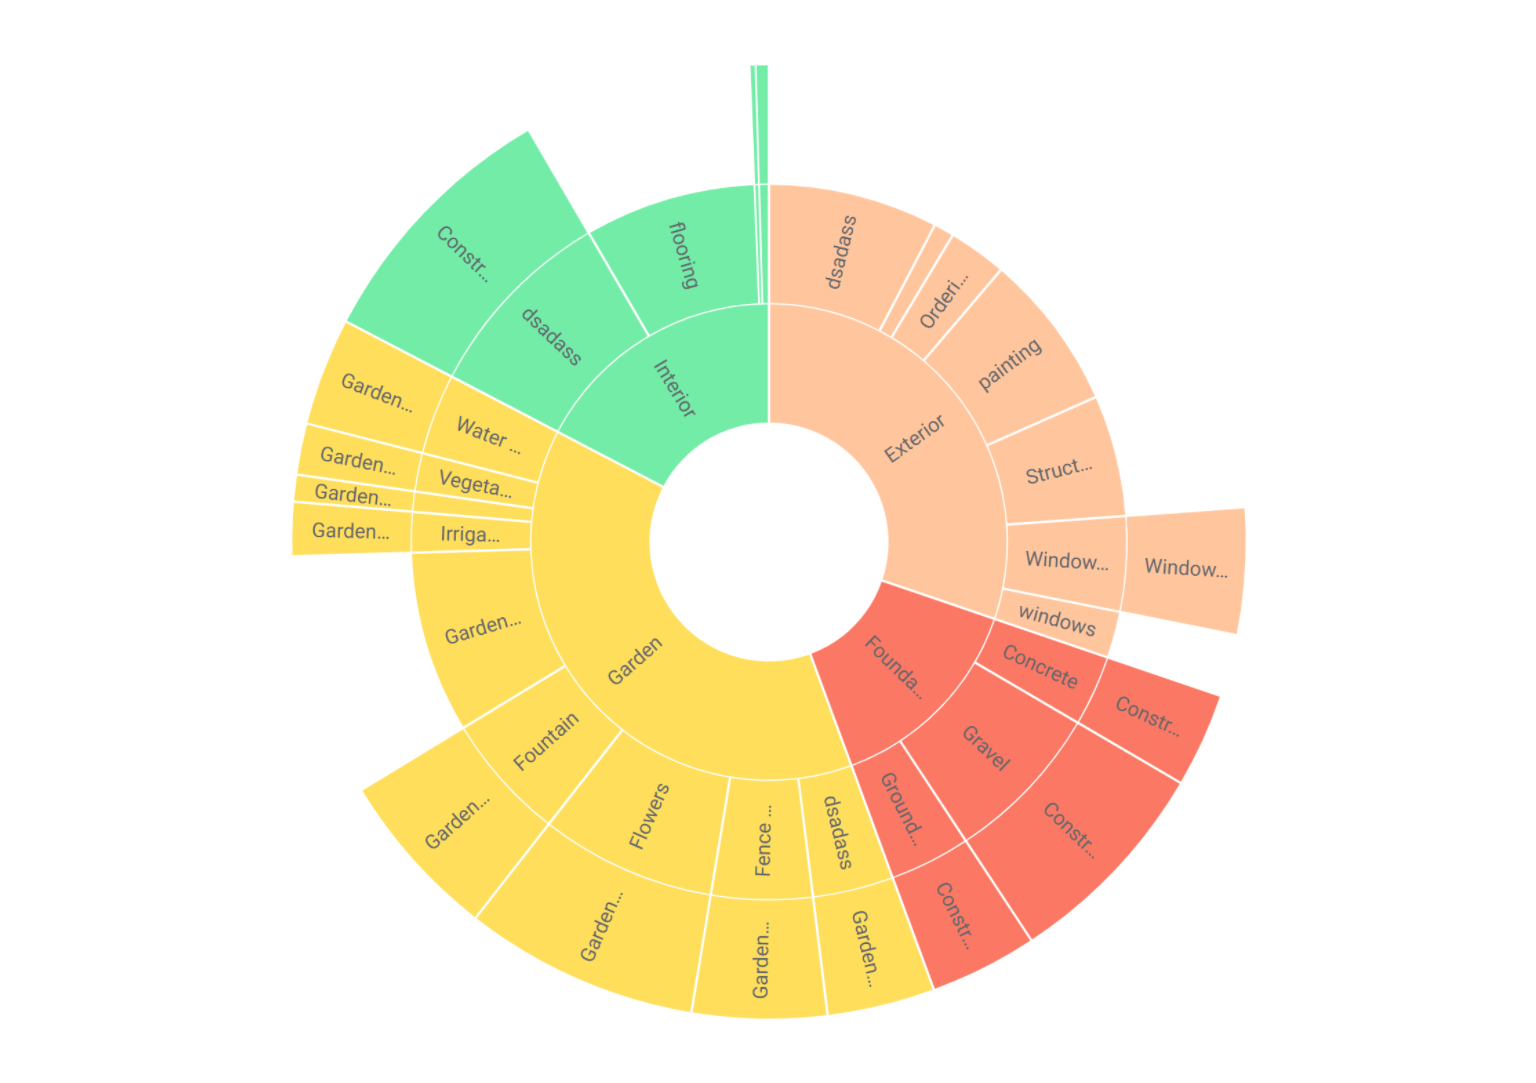 Exterior
dsadass
Orderi...
painting
Struct...
Window...
Window...
windows
Founda...
Concrete
Constr...
Gravel
Constr...
Ground...
Constr...
Garden
dsadass
Garden...
Fence ...
Garden...
Flowers
Garden...
Fountain
Garden...
Garden...
Irriga...
Garden...
Garden...
Vegeta...
Garden...
Water ...
Garden...
Interior
dsadass
Constr...
flooring